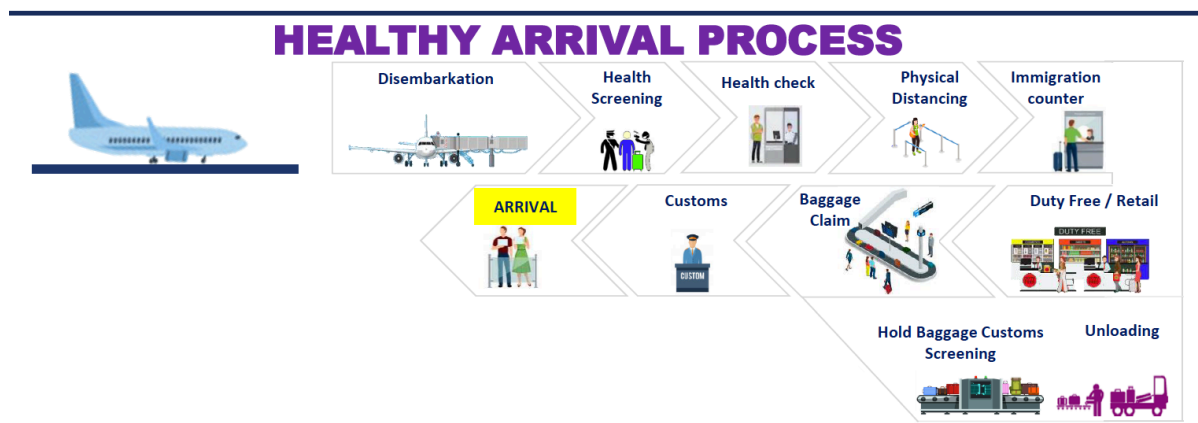 HEALTHY ARRIVAL PROCESS
Disembarkation
Health
Screening
Health check
Physical
Distancing
Immigration
counter
Duty Free / Retail
DUTY FREE
Baggage
Claim
Customs
CUSTOM
ARRIVAL
Hold Baggage Customs
Screening
Unloading